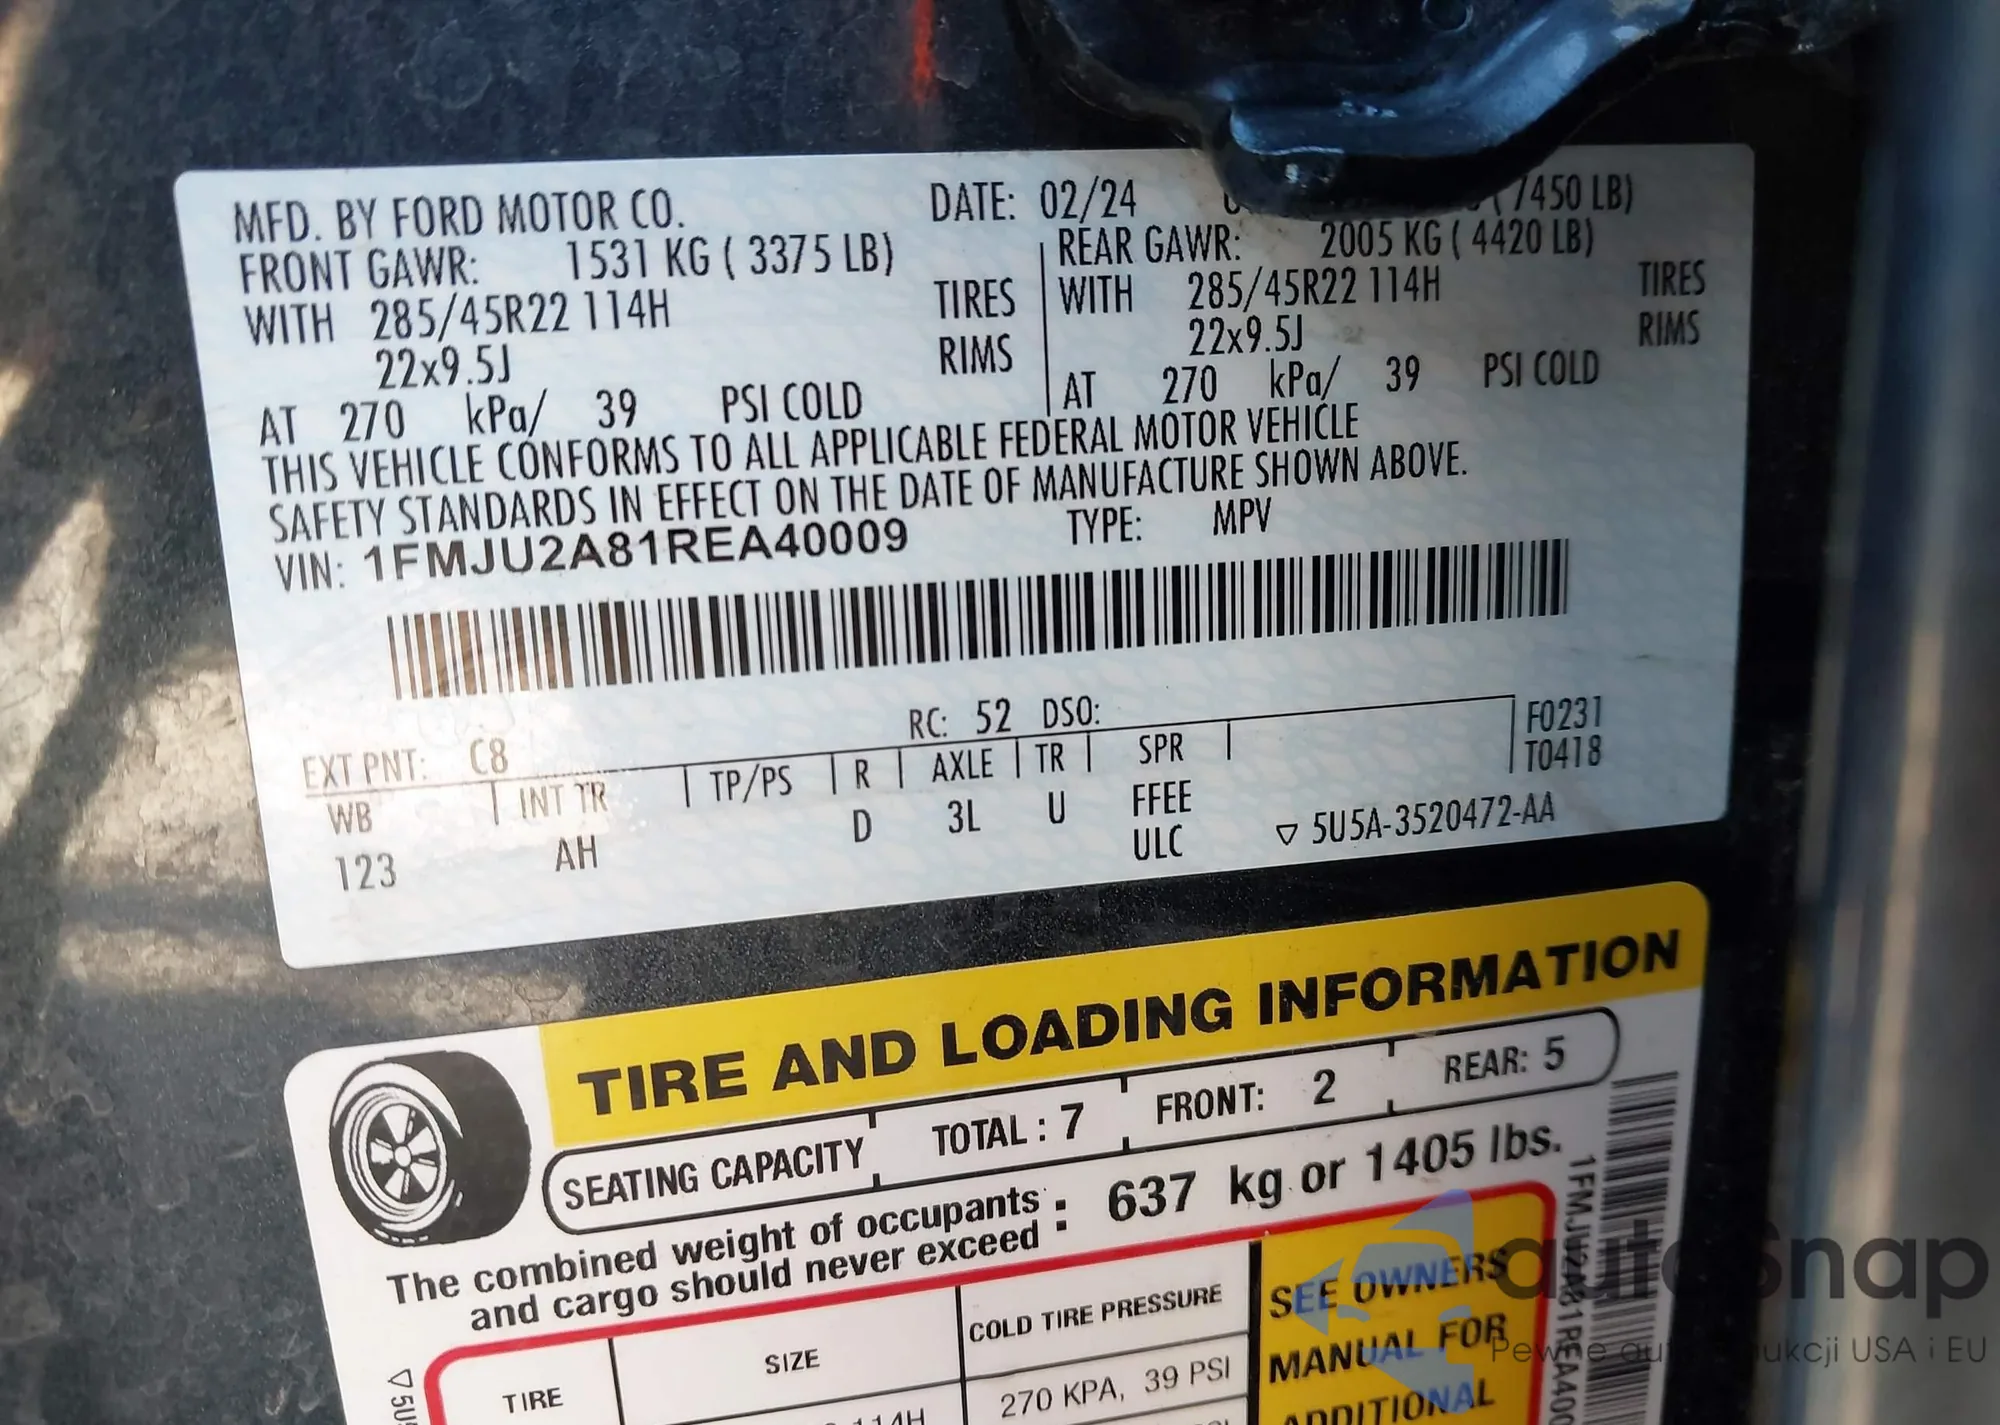 MFD. BY FORD MOTOR CO. DATE: 02/24 7450 LB)
FRONT GAWR: 1531 KG ( 3375 LB) REAR GAWR: 2005 KG ( 4420 LB)
WITH 285/45R22 114H TIRES WITH 285/45R22 114H TIRES
22x9.5J RIMS 22x9.5J RIMS
AT 270 kPa/ 39 PSI COLD AT 270 kPa/ 39 PSI COLD
THIS VEHICLE CONFORMS TO ALL APPLICABLE FEDERAL MOTOR VEHICLE
SAFETY STANDARDS IN EFFECT ON THE DATE OF MANUFACTURE SHOWN ABOVE.
VIN: 1FMJU2A81REA40009 TYPE: MPV
EXT PNT: C8 RC: 52 DSO: F0231
WB INT TR TP/PS R AXLE TR SPR T0418
123 AH D 3L U FFEE
ULC ▽ 5U5A-3520472-AA
TIRE AND LOADING INFORMATION
SEATING CAPACITY TOTAL : 7 FRONT: 2 REAR: 5
The combined weight of occupants
and cargo should never exceed : 637 kg or 1405 lbs.
TIRE SIZE COLD TIRE PRESSURE
270 KPA, 39 PSI
SEE OWNERS
MANUAL FOR
ADDITIONAL
1FMJU2A81REA400
▽ 5U
114H
autosnap
Pewne auta USA i EU